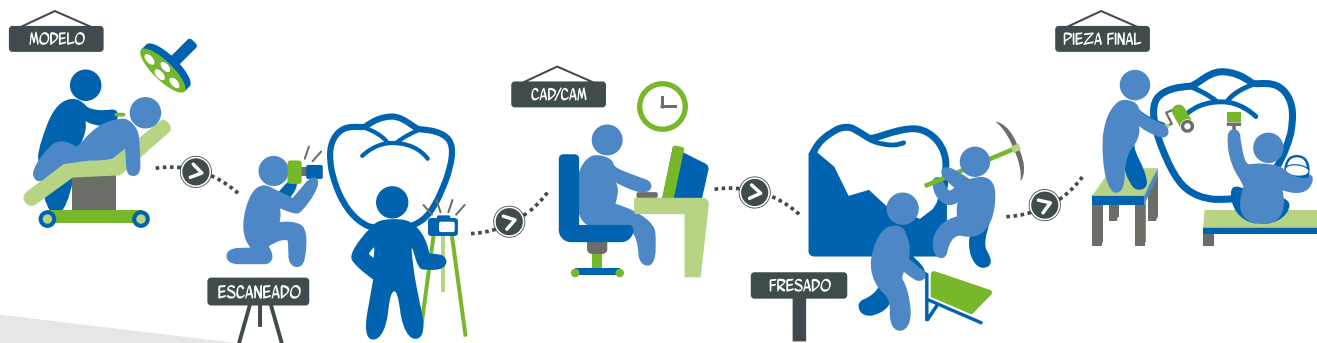 MODELO
ESCANEADO
CAD/CAM
FRESADO
PIEZA FINAL